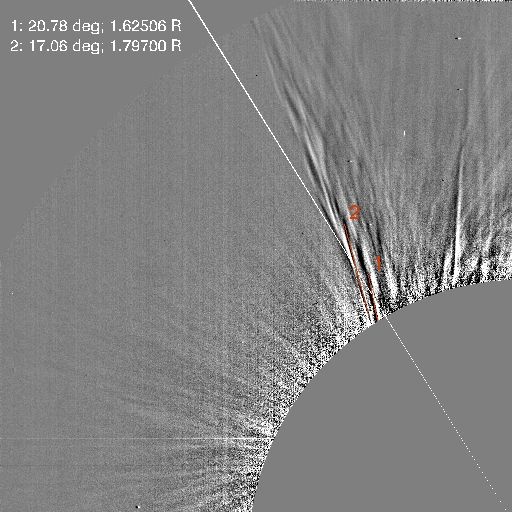 1: 20.78 deg; 1.62506 R
2: 17.06 deg; 1.79700 R
2
1